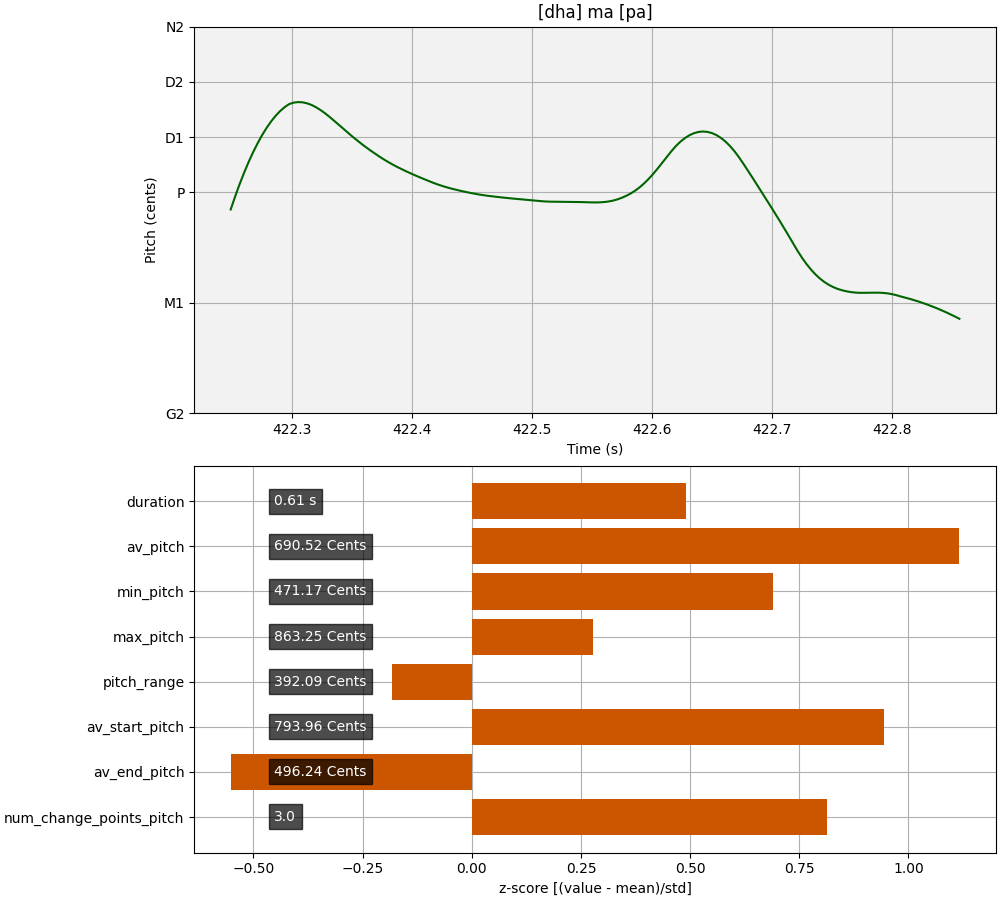 [dha] ma [pa]
N2
D2
D1
P
M1
G2
Pitch (cents)
422.3 422.4 422.5 422.6 422.7 422.8
Time (s)
duration 0.61 s
av_pitch 690.52 Cents
min_pitch 471.17 Cents
max_pitch 863.25 Cents
pitch_range 392.09 Cents
av_start_pitch 793.96 Cents
av_end_pitch 496.24 Cents
num_change_points_pitch 3.0
−0.50 −0.25 0.00 0.25 0.50 0.75 1.00
z-score [(value - mean)/std]